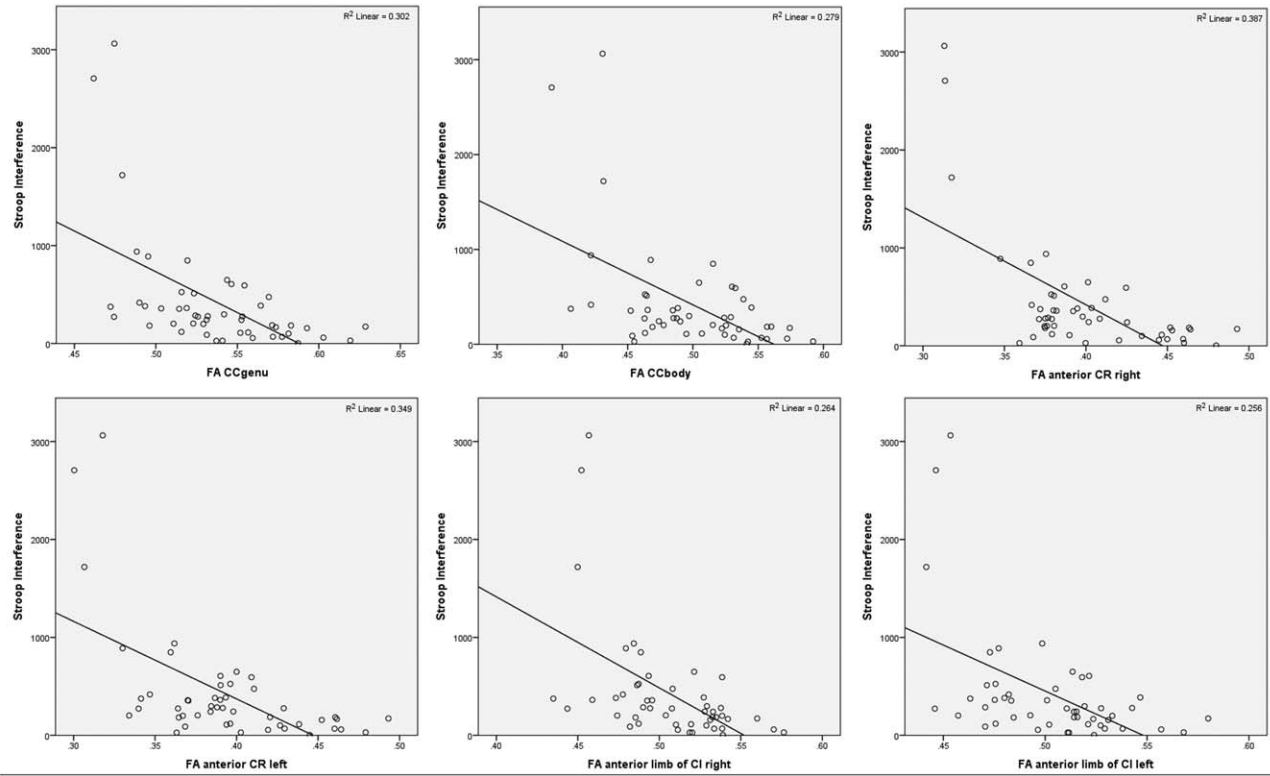 R² Linear = 0.302
Stroop Interference
3000
2000
1000
0
.45 .50 .55 .60 .65
FA CCgenu
R² Linear = 0.279
Stroop Interference
3000
2000
1000
0
.35 .40 .45 .50 .55 .60
FA CCbody
R² Linear = 0.387
Stroop Interference
3000
2000
1000
0
.30 .35 .40 .45 .50
FA anterior CR right
R² Linear = 0.349
Stroop Interference
3000
2000
1000
0
.30 .35 .40 .45 .50
FA anterior CR left
R² Linear = 0.264
Stroop Interference
3000
2000
1000
0
.40 .45 .50 .55 .60
FA anterior limb of CI right
R² Linear = 0.256
Stroop Interference
3000
2000
1000
0
.45 .50 .55 .60
FA anterior limb of CI left